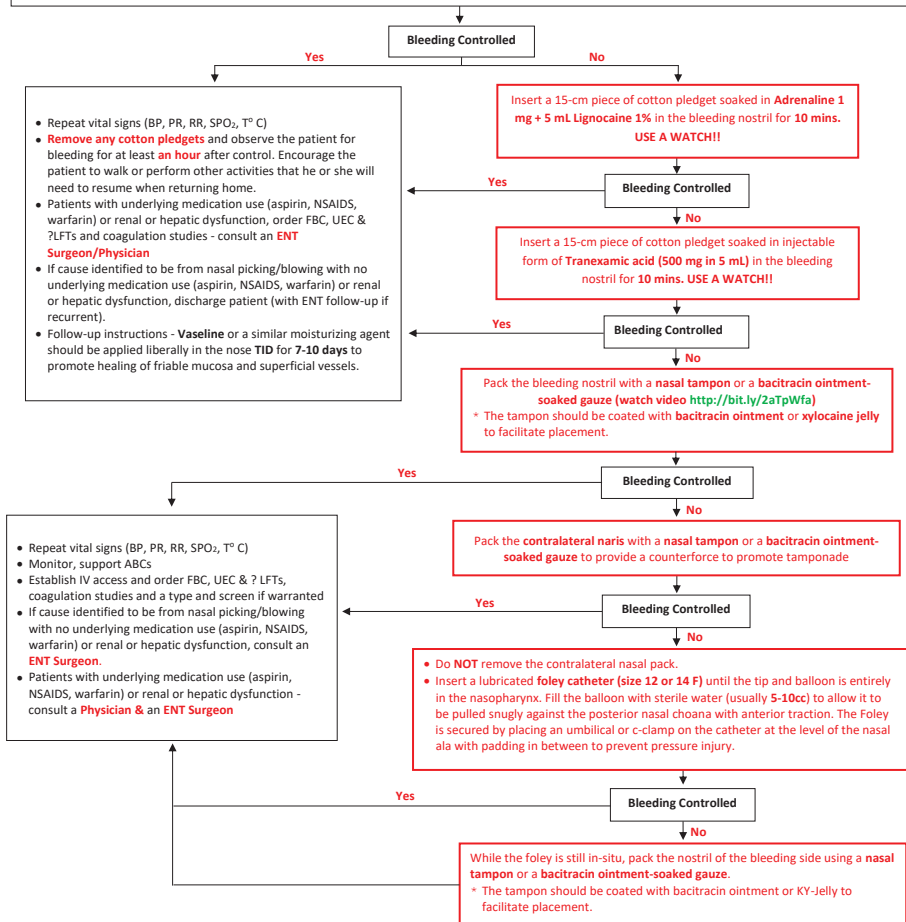 Bleeding Controlled
Yes
No
Insert a 15-cm piece of cotton pledget soaked in Adrenaline 1
mg + 5 mL Lignocaine 1% in the bleeding nostril for 10 mins.
USE A WATCH!!
• Repeat vital signs (BP, PR, RR, SPO₂, T° C)
• Remove any cotton pledgets and observe the patient for
bleeding for at least an hour after control. Encourage the
patient to walk or perform other activities that he or she will
need to resume when returning home.
• Patients with underlying medication use (aspirin, NSAIDS,
warfarin) or renal or hepatic dysfunction, order FBC, UEC &
?LFTs and coagulation studies - consult an ENT
Surgeon/Physician
• If cause identified to be from nasal picking/blowing with no
underlying medication use (aspirin, NSAIDS, warfarin) or renal
or hepatic dysfunction, discharge patient (with ENT follow-up if
recurrent).
• Follow-up instructions - Vaseline or a similar moisturizing agent
should be applied liberally in the nose TID for 7-10 days to
promote healing of friable mucosa and superficial vessels.
Yes
Bleeding Controlled
No
Insert a 15-cm piece of cotton pledget soaked in injectable
form of Tranexamic acid (500 mg in 5 mL) in the bleeding
nostril for 10 mins. USE A WATCH!!
Yes
Bleeding Controlled
No
Pack the bleeding nostril with a nasal tampon or a bacitracin ointment-
soaked gauze (watch video http://bit.ly/2aTpWfa)
* The tampon should be coated with bacitracin ointment or xylocaine jelly
to facilitate placement.
Yes
Bleeding Controlled
No
Pack the contralateral naris with a nasal tampon or a bacitracin ointment-
soaked gauze to provide a counterforce to promote tamponade
• Repeat vital signs (BP, PR, RR, SPO₂, T° C)
• Monitor, support ABCs
• Establish IV access and order FBC, UEC & ? LFTs,
coagulation studies and a type and screen if warranted
• If cause identified to be from nasal picking/blowing
with no underlying medication use (aspirin, NSAIDS,
warfarin) or renal or hepatic dysfunction, consult an
ENT Surgeon.
• Patients with underlying medication use (aspirin,
NSAIDS, warfarin) or renal or hepatic dysfunction -
consult a Physician & an ENT Surgeon
Yes
Bleeding Controlled
No
• Do NOT remove the contralateral nasal pack.
• Insert a lubricated foley catheter (size 12 or 14 F) until the tip and balloon is entirely
in the nasopharynx. Fill the balloon with sterile water (usually 5-10cc) to allow it to
be pulled snugly against the posterior nasal choana with anterior traction. The Foley
is secured by placing an umbilical or c-clamp on the catheter at the level of the nasal
ala with padding in between to prevent pressure injury.
Yes
Bleeding Controlled
No
While the foley is still in-situ, pack the nostril of the bleeding side using a nasal
tampon or a bacitracin ointment-soaked gauze.
* The tampon should be coated with bacitracin ointment or KY-Jelly to
facilitate placement.